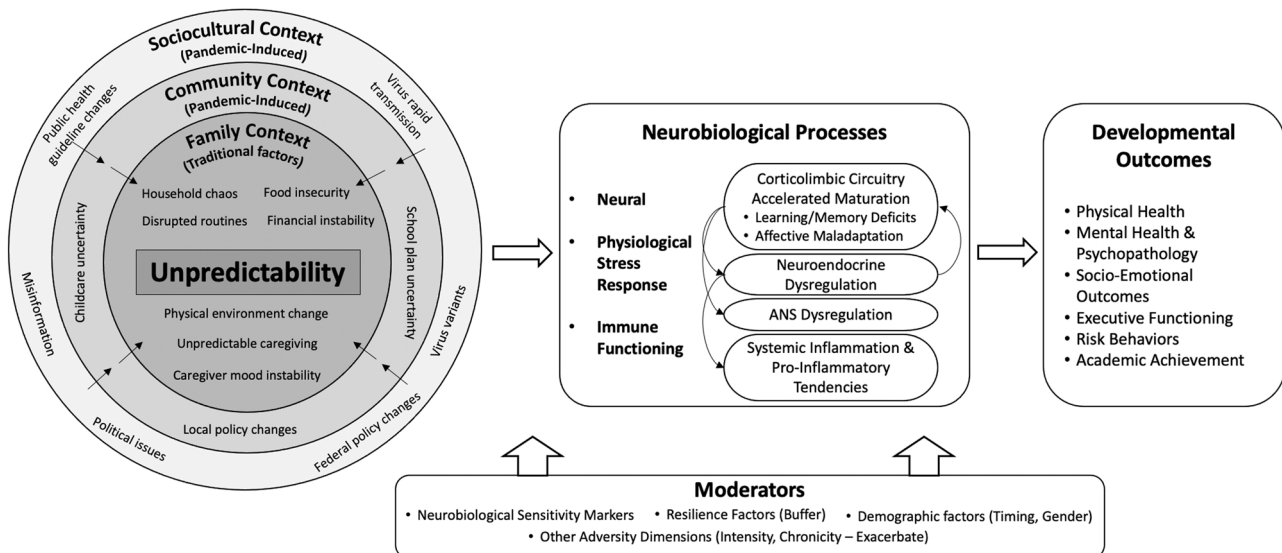 Sociocultural Context
(Pandemic-Induced)
Public health
guideline changes
Virus rapid
transmission
Misinformation
Virus variants
Political issues
Federal policy changes
Community Context
(Pandemic-Induced)
Childcare uncertainty
School plan uncertainty
Local policy changes
Family Context
(Traditional factors)
Household chaos
Food insecurity
Disrupted routines
Financial instability
Unpredictability
Physical environment change
Unpredictable caregiving
Caregiver mood instability
Neurobiological Processes
• Neural
• Physiological
Stress
Response
• Immune
Functioning
Corticolimbic Circuitry
Accelerated Maturation
• Learning/Memory Deficits
• Affective Maladaptation
Neuroendocrine
Dysregulation
ANS Dysregulation
Systemic Inflammation &
Pro-Inflammatory
Tendencies
Developmental
Outcomes
• Physical Health
• Mental Health &
Psychopathology
• Socio-Emotional
Outcomes
• Executive Functioning
• Risk Behaviors
• Academic Achievement
Moderators
• Neurobiological Sensitivity Markers
• Resilience Factors (Buffer)
• Demographic factors (Timing, Gender)
• Other Adversity Dimensions (Intensity, Chronicity – Exacerbate)